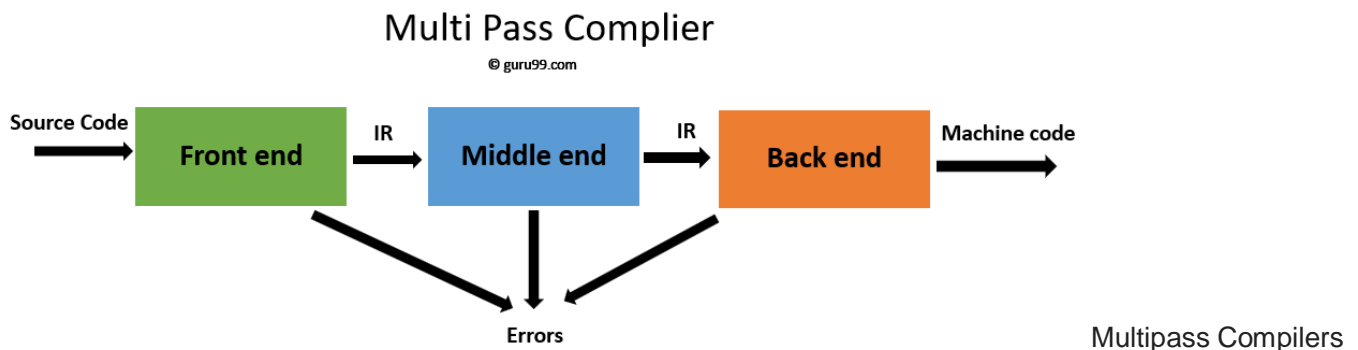 Multi Pass Complier
© guru99.com
Source Code
Front end
IR
Middle end
IR
Back end
Machine code
Errors
Multipass Compilers